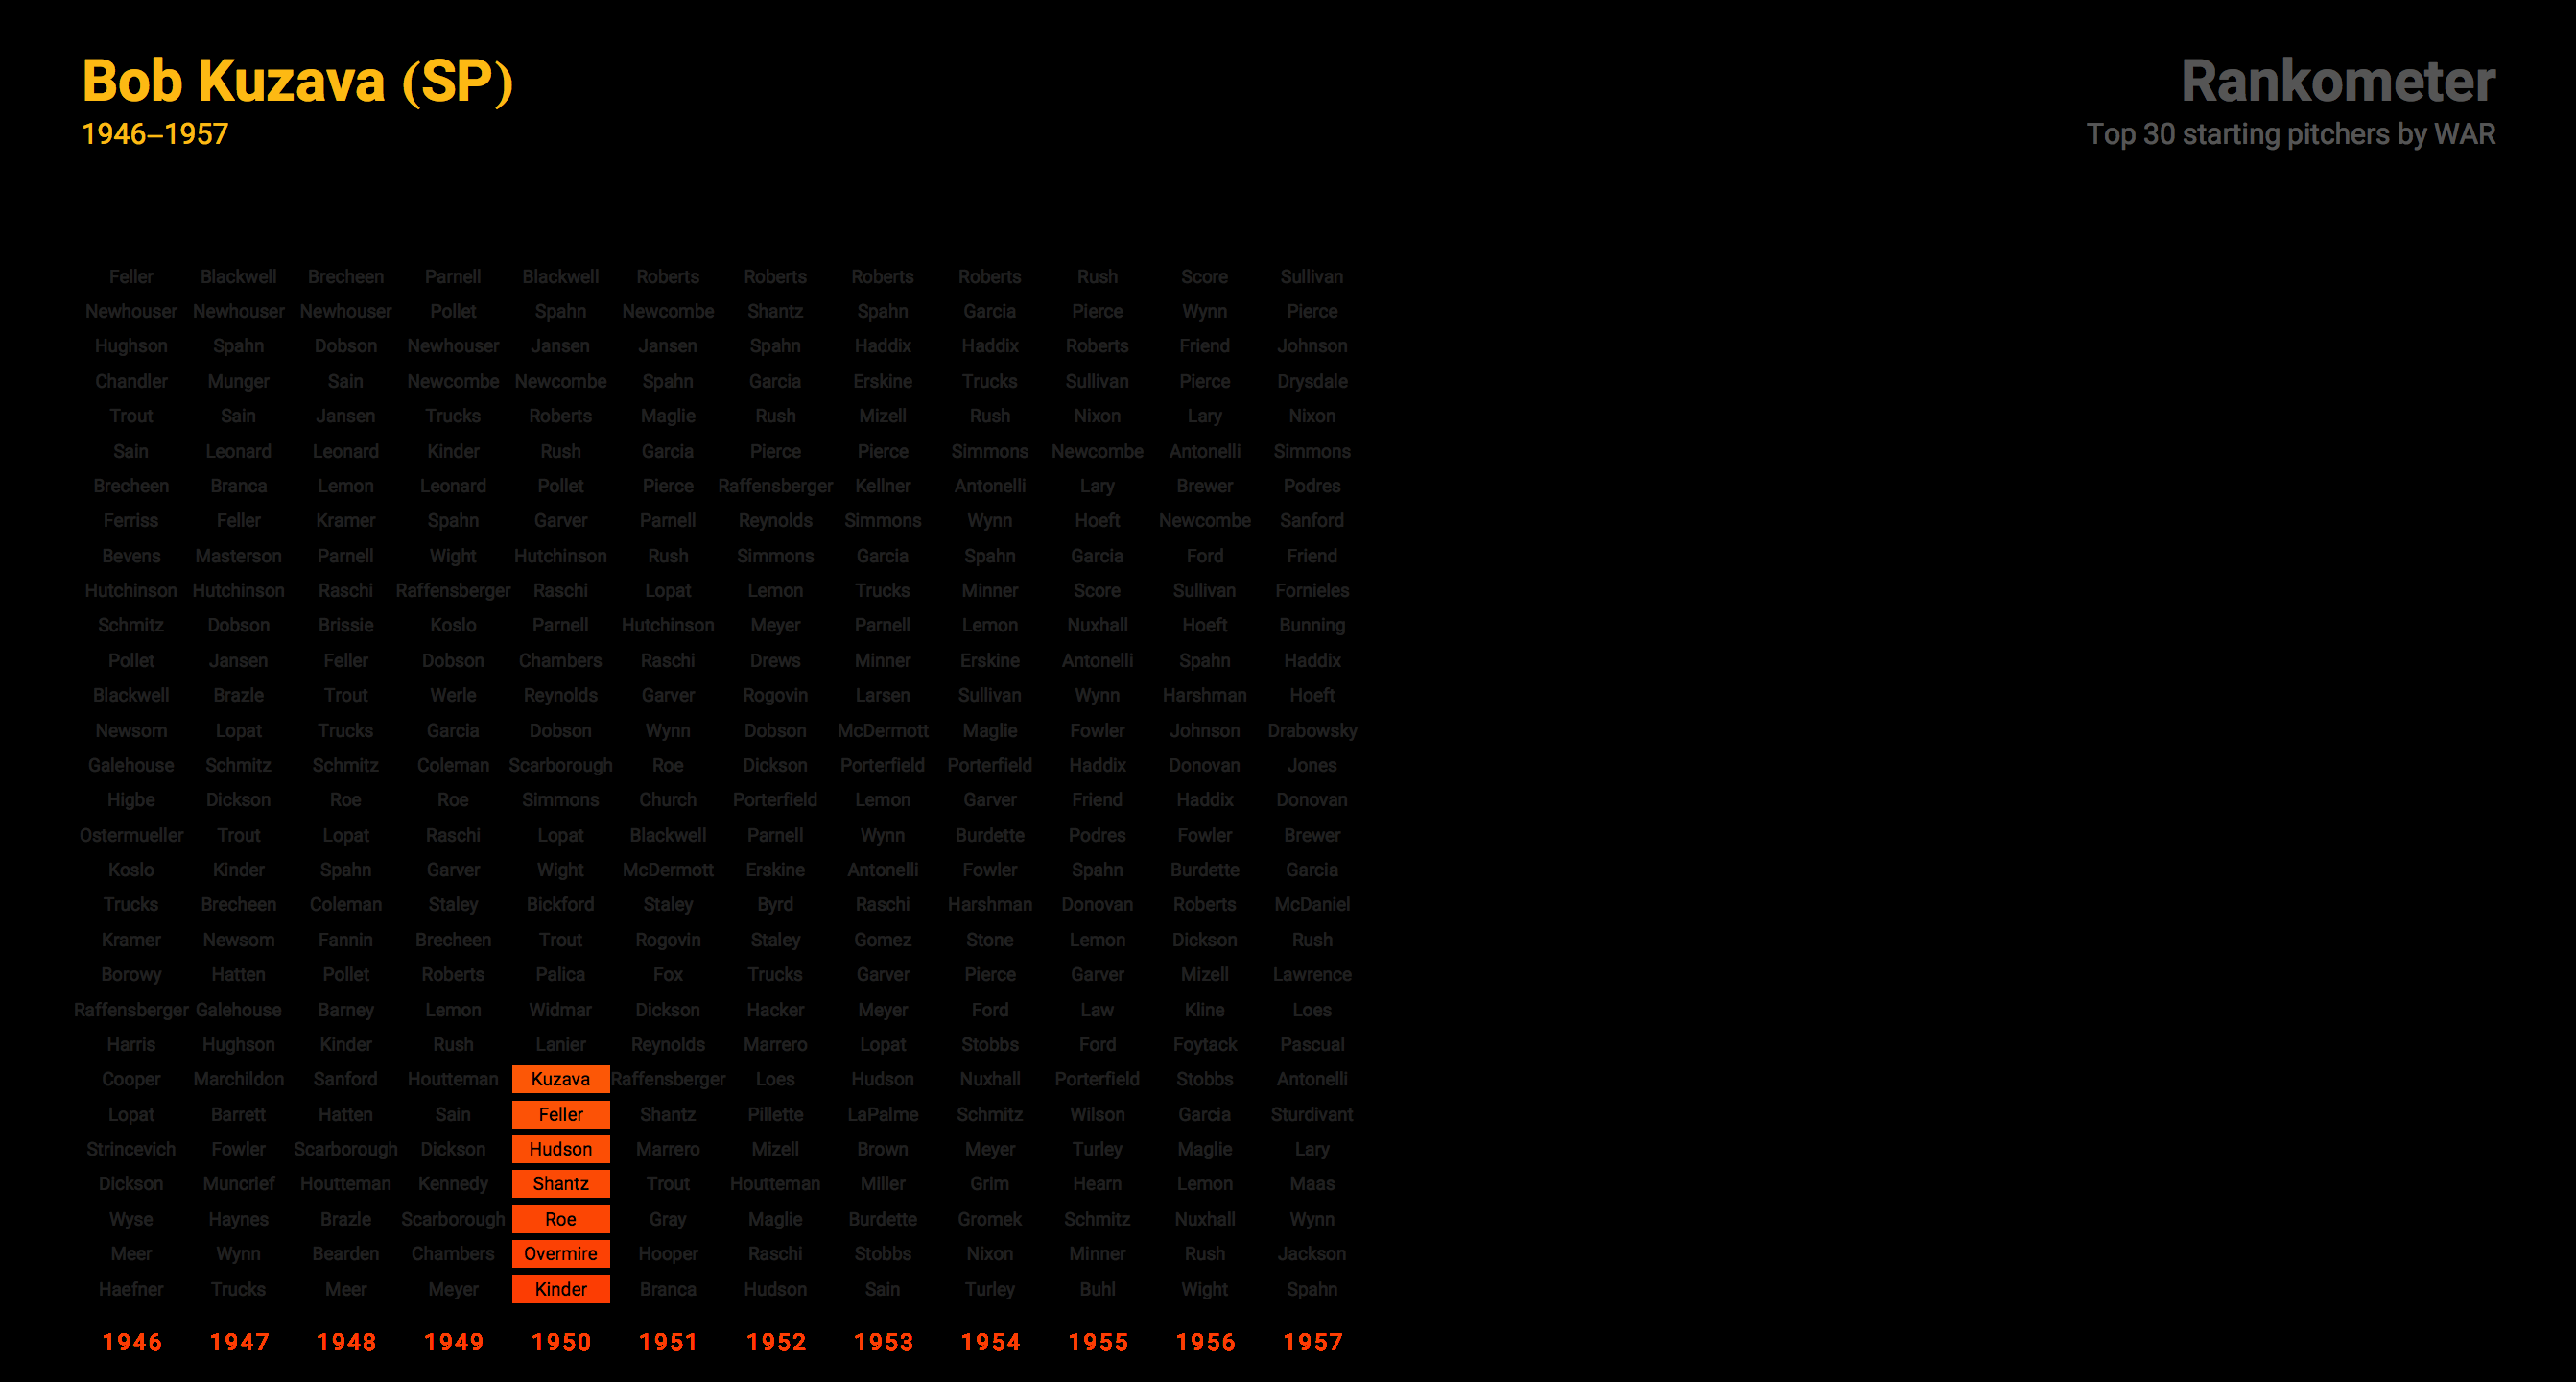 Bob Kuzava (SP)
1946–1957
Rankometer
Top 30 starting pitchers by WAR
Feller Blackwell Brecheen Parnell Blackwell Roberts Roberts Roberts Roberts Rush Score Sullivan
Newhouser Newhouser Newhouser Pollet Spahn Newcombe Shantz Spahn Garcia Pierce Wynn Pierce
Hughson Spahn Dobson Newhouser Jansen Jansen Spahn Haddix Haddix Roberts Friend Johnson
Chandler Munger Sain Newcombe Newcombe Spahn Garcia Erskine Trucks Sullivan Pierce Drysdale
Trout Sain Jansen Trucks Roberts Maglie Rush Mizell Rush Nixon Lary Nixon
Sain Leonard Leonard Kinder Rush Garcia Pierce Pierce Simmons Newcombe Antonelli Simmons
Brecheen Branca Lemon Leonard Pollet Pierce Raffensberger Kellner Antonelli Lary Brewer Podres
Ferriss Feller Kramer Spahn Garver Parnell Reynolds Simmons Wynn Hoeft Newcombe Sanford
Bevens Masterson Parnell Wight Hutchinson Rush Simmons Garcia Spahn Garcia Ford Friend
Hutchinson Hutchinson Raschi Raffensberger Raschi Lopat Lemon Trucks Minner Score Sullivan Fornieles
Schmitz Dobson Brissie Koslo Parnell Hutchinson Meyer Parnell Lemon Nuxhall Hoeft Bunning
Pollet Jansen Feller Dobson Chambers Raschi Drews Minner Erskine Antonelli Spahn Haddix
Blackwell Brazle Trout Werle Reynolds Garver Rogovin Larsen Sullivan Wynn Harshman Hoeft
Newsom Lopat Trucks Garcia Dobson Wynn Dobson McDermott Maglie Fowler Johnson Drabowsky
Galehouse Schmitz Schmitz Coleman Scarborough Roe Dickson Porterfield Porterfield Haddix Donovan Jones
Higbe Dickson Roe Roe Simmons Church Porterfield Lemon Garver Friend Haddix Donovan
Ostermueller Trout Lopat Raschi Lopat Blackwell Parnell Wynn Burdette Podres Fowler Brewer
Koslo Kinder Spahn Garver Wight McDermott Erskine Antonelli Fowler Spahn Burdette Garcia
Trucks Brecheen Coleman Staley Bickford Staley Byrd Raschi Harshman Donovan Roberts McDaniel
Kramer Newsom Fannin Brecheen Trout Rogovin Staley Gomez Stone Lemon Dickson Rush
Borowy Hatten Pollet Roberts Palica Fox Trucks Garver Pierce Garver Mizell Lawrence
Raffensberger Galehouse Barney Lemon Widmar Dickson Hacker Meyer Ford Law Kline Loes
Harris Hughson Kinder Rush Lanier Reynolds Marrero Lopat Stobbs Ford Foytack Pascual
Cooper Marchildon Sanford Houtteman Kuzava Raffensberger Loes Hudson Nuxhall Porterfield Stobbs Antonelli
Lopat Barrett Hatten Sain Feller Shantz Pillette LaPalme Schmitz Wilson Garcia Sturdivant
Strincevich Fowler Scarborough Dickson Hudson Marrero Mizell Brown Meyer Turley Maglie Lary
Dickson Muncrief Houtteman Kennedy Shantz Trout Houtteman Miller Grim Hearn Lemon Maas
Wyse Haynes Brazle Scarborough Roe Gray Maglie Burdette Gromek Schmitz Nuxhall Wynn
Meer Wynn Bearden Chambers Overmire Hooper Raschi Stobbs Nixon Minner Rush Jackson
Haefner Trucks Meer Meyer Kinder Branca Hudson Sain Turley Buhl Wight Spahn
1946 1947 1948 1949 1950 1951 1952 1953 1954 1955 1956 1957